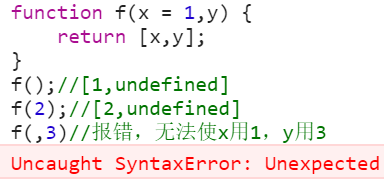 function f(x = 1,y) {
    return [x,y];
}
f();//[1,undefined]
f(2);//[2,undefined]
f(,3)//报错，无法使x用1，y用3
Uncaught SyntaxError: Unexpected